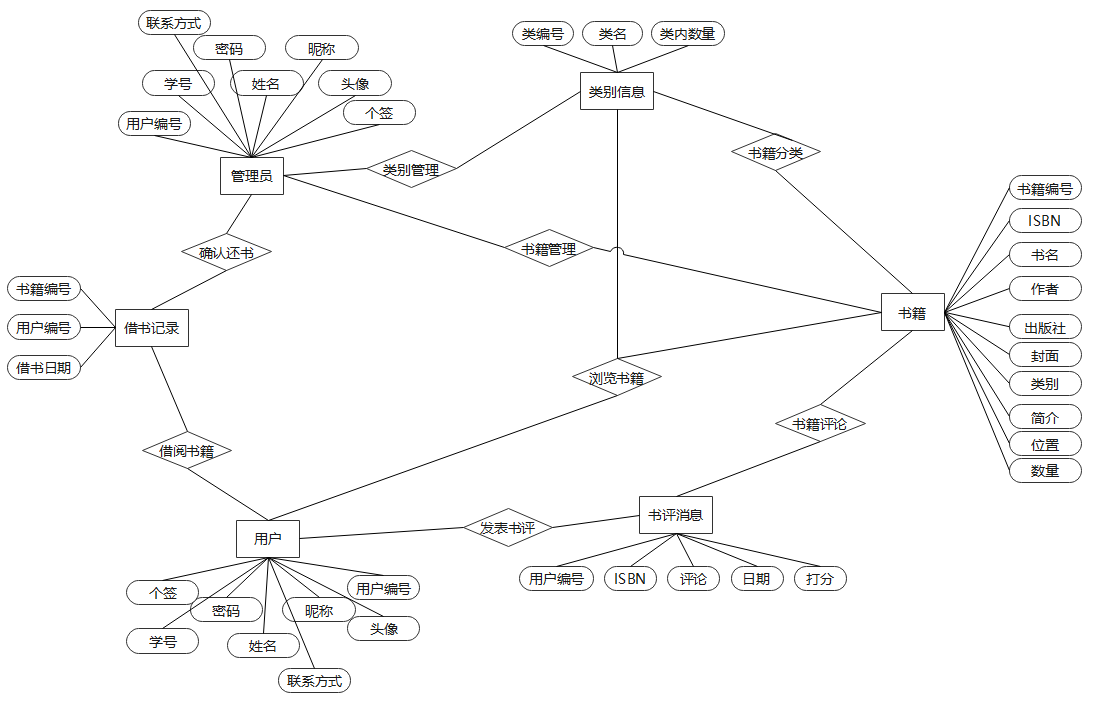 联系方式
密码
昵称
学号
姓名
头像
用户编号
个签
管理员
类编号
类名
类内数量
类别信息
类别管理
书籍分类
确认还书
书籍管理
书籍编号
用户编号
借书日期
借书记录
书籍编号
ISBN
书名
作者
出版社
封面
类别
简介
位置
数量
书籍
浏览书籍
书籍评论
借阅书籍
用户
发表书评
书评消息
用户编号
ISBN
评论
日期
打分
个签
密码
昵称
用户编号
学号
姓名
头像
联系方式